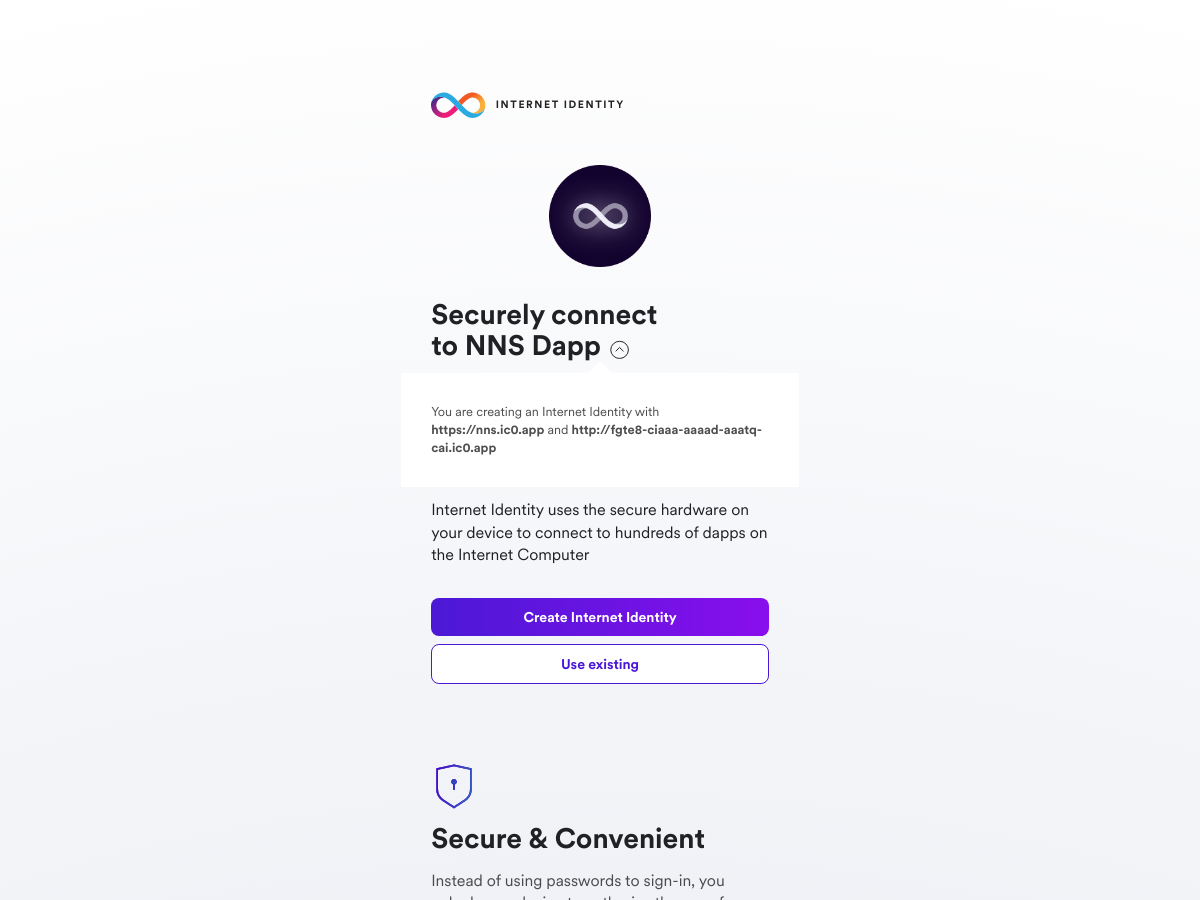 INTERNET IDENTITY
Securely connect
to NNS Dapp
You are creating an Internet Identity with
https://nns.ic0.app and http://fgte8-ciaaa-aaaad-aaatq-
cai.ic0.app
Internet Identity uses the secure hardware on
your device to connect to hundreds of dapps on
the Internet Computer
Create Internet Identity
Use existing
Secure & Convenient
Instead of using passwords to sign-in, you